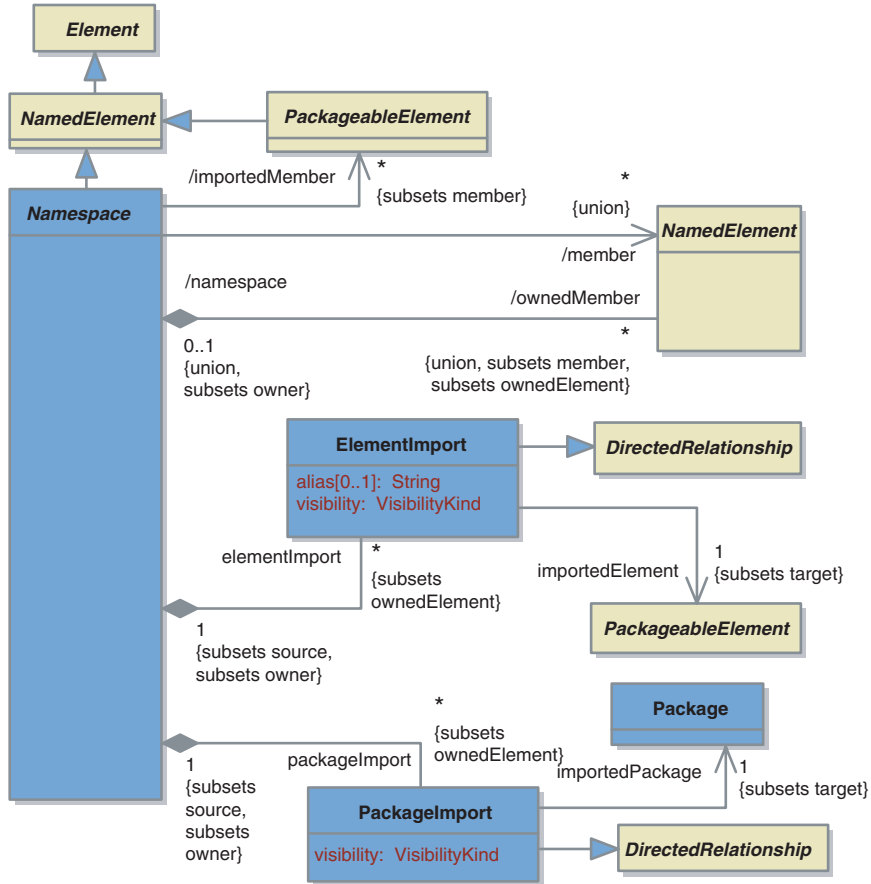 Element
NamedElement
PackageableElement
/importedMember
*
{subsets member}
*
{union}
Namespace
NamedElement
/member
/namespace
/ownedMember
0..1
{union,
subsets owner}
*
{union, subsets member,
subsets ownedElement}
ElementImport
alias[0..1]: String
visibility: VisibilityKind
DirectedRelationship
elementImport
*
{subsets
ownedElement}
importedElement
1
{subsets target}
1
{subsets source,
subsets owner}
PackageableElement
Package
*
{subsets
ownedElement}
packageImport
importedPackage
1
{subsets target}
1
{subsets
source,
subsets
owner}
PackageImport
visibility: VisibilityKind
DirectedRelationship